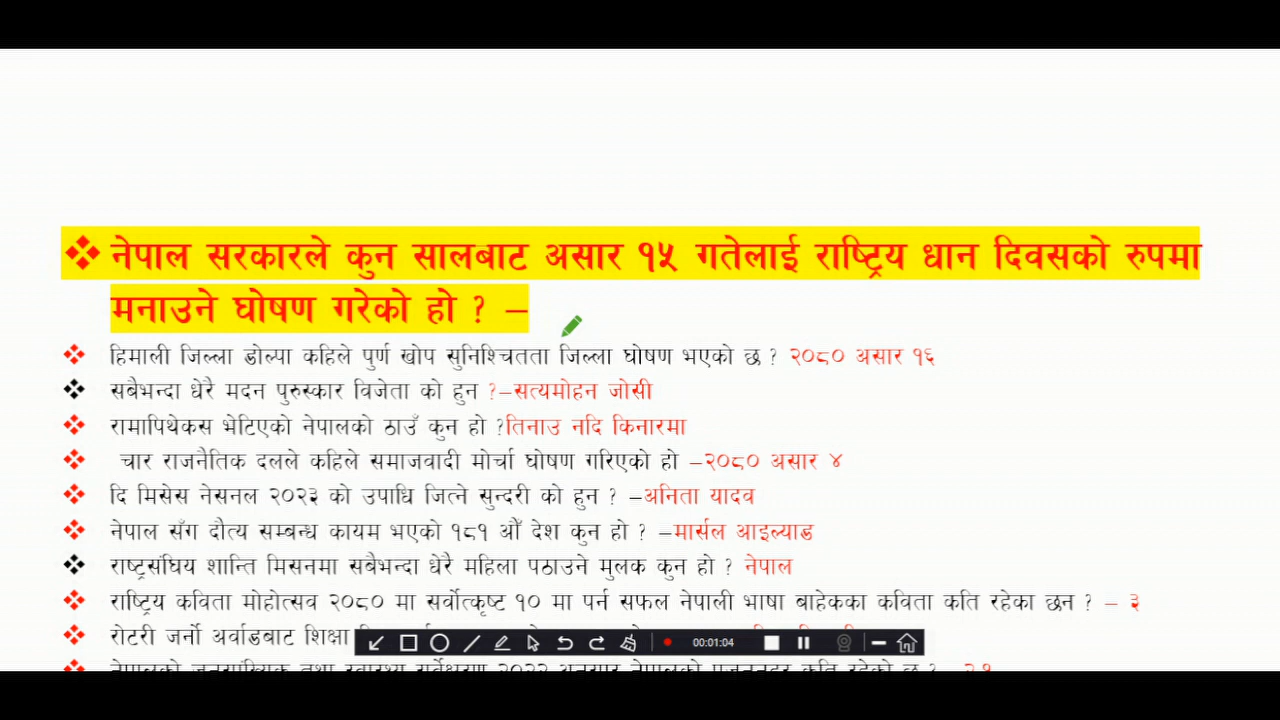 ❖ नेपाल सरकारले कुन सालबाट असार १५ गतेलाई राष्ट्रिय धान दिवसको रुपमा
मनाउने घोषण गरेको हो ? –
❖ हिमाली जिल्ला डोल्पा कहिले पुर्ण खोप सुनिश्चितता जिल्ला घोषण भएको छ ? २०८० असार १६
❖ सबैभन्दा धेरै मदन पुरुस्कार विजेता को हुन ?–सत्यमोहन जोसी
❖ रामापिथेकस भेटिएको नेपालको ठाउँ कुन हो ?तिनाउ नदि किनारमा
❖ चार राजनैतिक दलले कहिले समाजवादी मोर्चा घोषण गरिएको हो –२०८० असार ४
❖ दि मिसेस नेसनल २०२३ को उपाधि जित्ने सुन्दरी को हुन ? –अनिता यादव
❖ नेपाल सँग दौत्य सम्बन्ध कायम भएको १८१ औँ देश कुन हो ? –मार्सल आइल्याड
❖ राष्ट्रसंघिय शान्ति मिसनमा सबैभन्दा धेरै महिला पठाउने मुलक कुन हो ? नेपाल
❖ राष्ट्रिय कविता मोहोत्सव २०८० मा सर्वोत्कृष्ट १० मा पर्न सफल नेपाली भाषा बाहेकका कविता कति रहेका छन ? – ३
❖ रोटरी जर्नो अर्वाडबाट शिक्षा
00:01:04